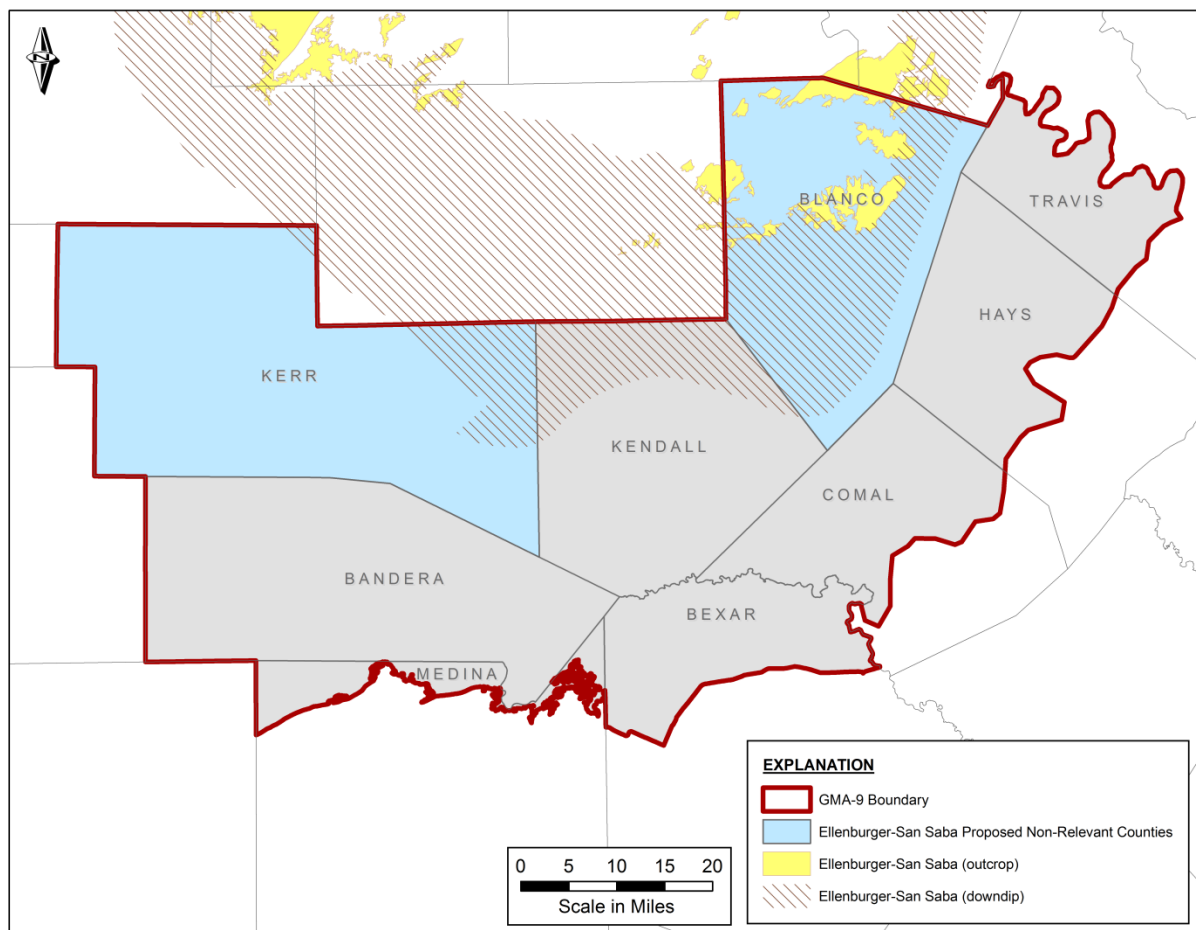 N
BLANCO
TRAVIS
HAYS
KERR
KENDALL
COMAL
BANDERA
BEXAR
MEDINA
EXPLANATION
GMA-9 Boundary
Ellenburger-San Saba Proposed Non-Relevant Counties
Ellenburger-San Saba (outcrop)
Ellenburger-San Saba (downdip)
0 5 10 15 20
Scale in Miles